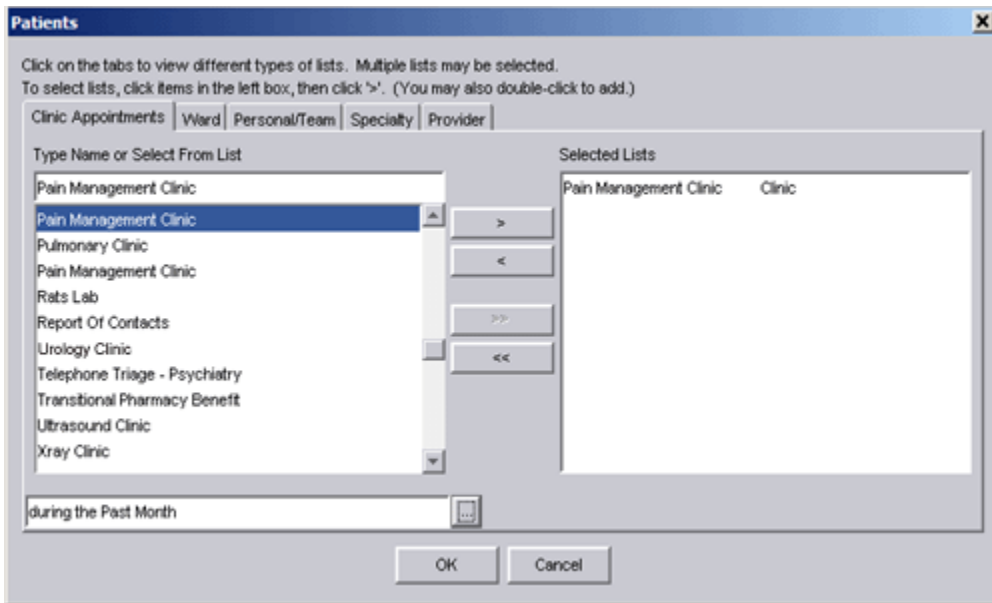 Patients
Click on the tabs to view different types of lists. Multiple lists may be selected.
To select lists, click items in the left box, then click '>'. (You may also double-click to add.)
Clinic Appointments Ward Personal/Team Specialty Provider
Type Name or Select From List
Selected Lists
Pain Management Clinic
Pain Management Clinic
Pulmonary Clinic
Pain Management Clinic
Rats Lab
Report Of Contacts
Urology Clinic
Telephone Triage - Psychiatry
Transitional Pharmacy Benefit
Ultrasound Clinic
Xray Clinic
>
<
>>
<<
Pain Management Clinic Clinic
during the Past Month
...
OK Cancel